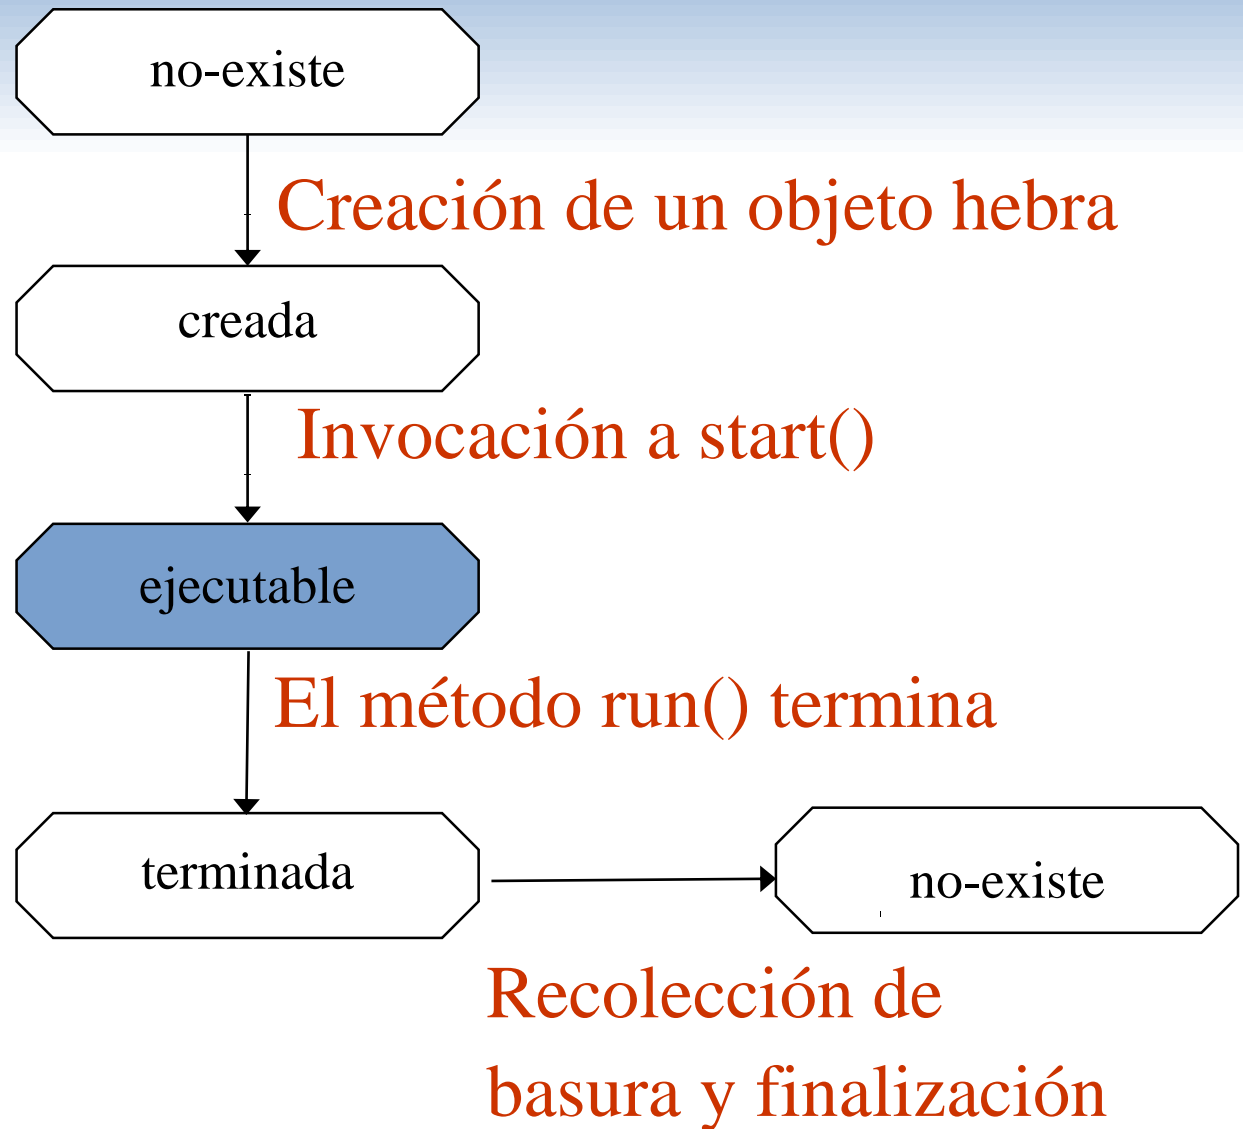 no-existe
Creación de un objeto hebra
creada
Invocación a start()
ejecutable
El método run() termina
terminada
no-existe
Recolección de
basura y finalización